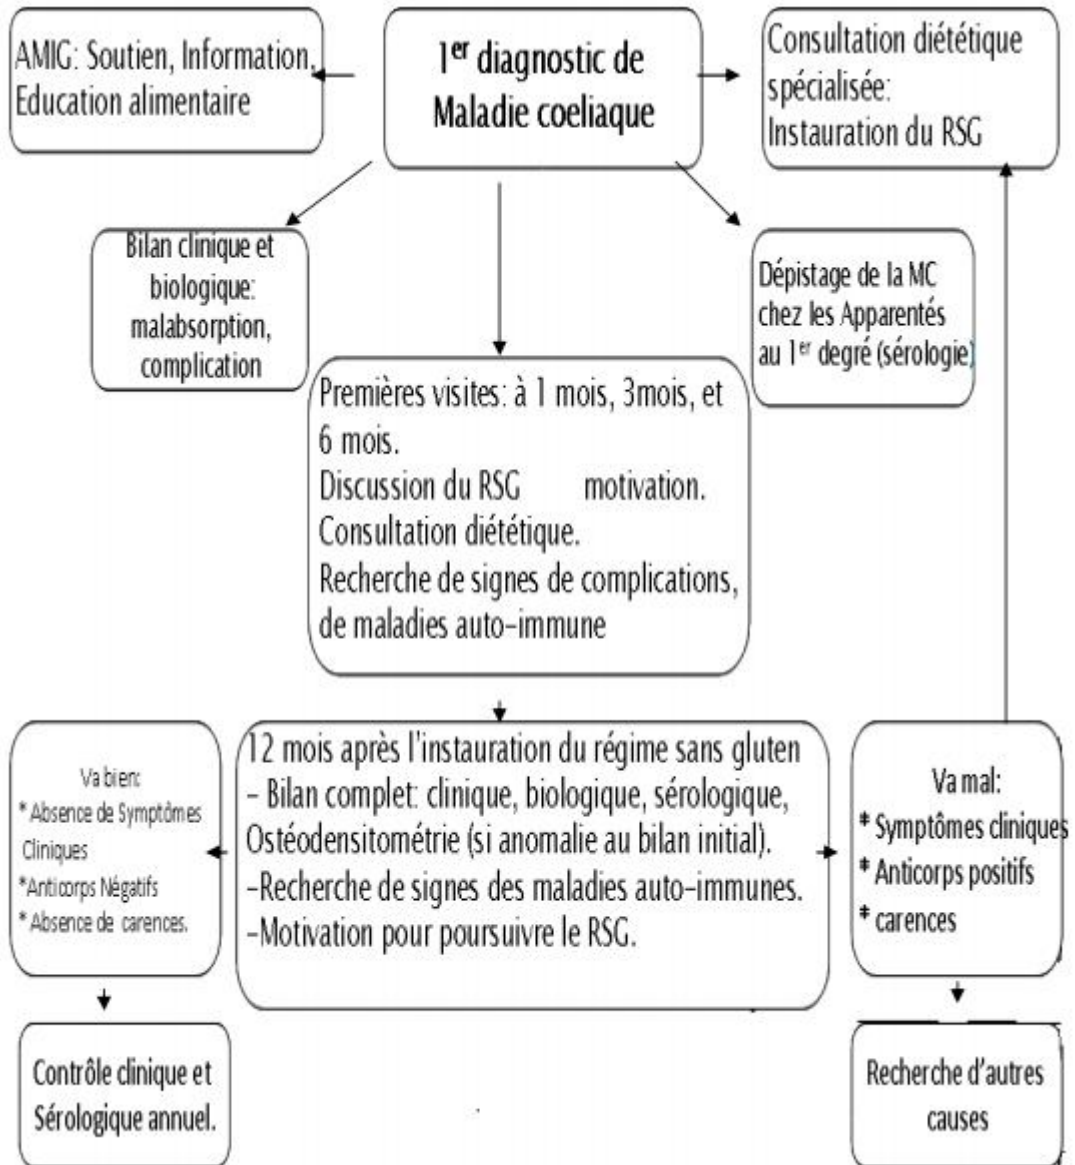 AMIG: Soutien, Information,
Education alimentaire
1er diagnostic de
Maladie coeliaque
Consultation diététique
spécialisée:
Instauration du RSG
Bilan clinique et
biologique:
malabsorption,
complication
Dépistage de la MC
chez les Apparentés
au 1er degré (sérologie)
Premières visites: à 1 mois, 3mois, et
6 mois.
Discussion du RSG motivation.
Consultation diététique.
Recherche de signes de complications,
de maladies auto-immune
Va bien:
* Absence de Symptômes
Cliniques
*Anticorps Négatifs
* Absence de carences.
12 mois après l'instauration du régime sans gluten
- Bilan complet: clinique, biologique, sérologique,
Ostéodensitométrie (si anomalie au bilan initial).
-Recherche de signes des maladies auto-immunes.
-Motivation pour poursuivre le RSG.
Va mal:
* Symptômes cliniques
* Anticorps positifs
* carences
Contrôle clinique et
Sérologique annuel.
Recherche d'autres
causes